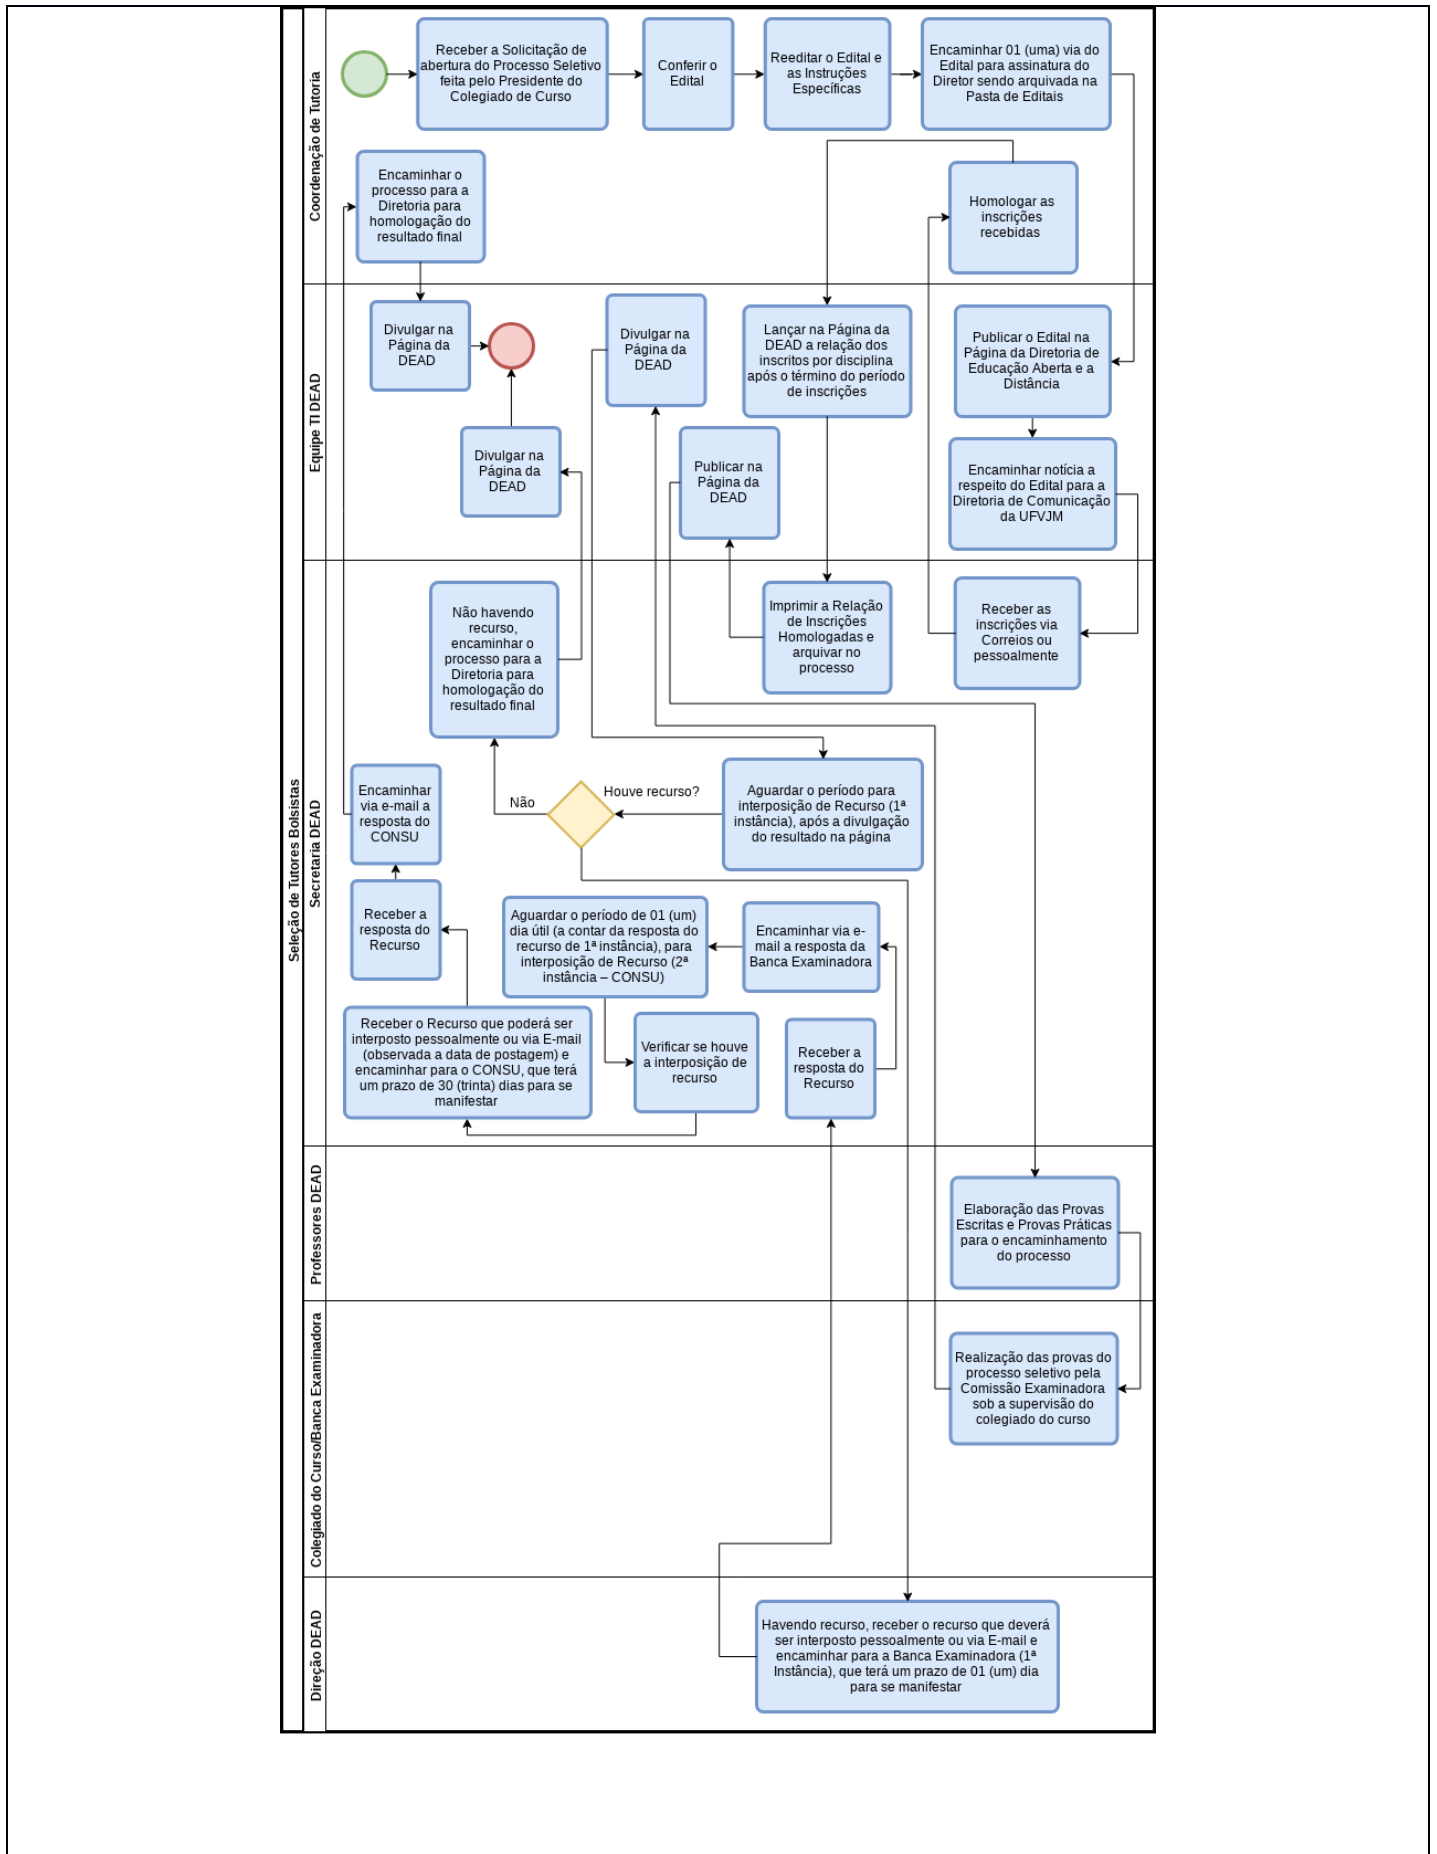 Seleção de Tutores Bolsistas
Coordenação de Tutoria
Receber a Solicitação de
abertura do Processo Seletivo
feita pelo Presidente do
Colegiado de Curso
Conferir o
Edital
Reeditar o Edital e
as Instruções
Específicas
Encaminhar 01 (uma) via do
Edital para assinatura do
Diretor sendo arquivada na
Pasta de Editais
Encaminhar o
processo para a
Diretoria para
homologação do
resultado final
Homologar as
inscrições
recebidas
Equipe TI DEAD
Divulgar na
Página da
DEAD
Divulgar na
Página da
DEAD
Lançar na Página da
DEAD a relação dos
inscritos por disciplina
após o término do período
de inscrições
Publicar o Edital na
Página da Diretoria de
Educação Aberta e a
Distância
Divulgar na
Página da
DEAD
Publicar na
Página da
DEAD
Encaminhar notícia a
respeito do Edital para a
Diretoria de Comunicação
da UFVJM
Secretaria DEAD
Não havendo
recurso,
encaminhar o
processo para a
Diretoria para
homologação do
resultado final
Imprimir a Relação
de Inscrições
Homologadas e
arquivar no
processo
Receber as
inscrições via
Correios ou
pessoalmente
Encaminhar
via e-mail a
resposta do
CONSU
Não
Houve recurso?
Aguardar o período para
interposição de Recurso (1ª
instância), após a divulgação
do resultado na página
Receber a
resposta do
Recurso
Aguardar o período de 01 (um)
dia útil (a contar da resposta do
recurso de 1ª instância), para
interposição de Recurso (2ª
instância – CONSU)
Encaminhar via e-
mail a resposta da
Banca Examinadora
Receber o Recurso que poderá ser
interposto pessoalmente ou via E-mail
(observada a data de postagem) e
encaminhar para o CONSU, que terá
um prazo de 30 (trinta) dias para se
manifestar
Verificar se houve
a interposição de
recurso
Receber a
resposta do
Recurso
Professores DEAD
Elaboração das Provas
Escritas e Provas Práticas
para o encaminhamento
do processo
Colegiado do Curso/Banca Examinadora
Realização das provas do
processo seletivo pela
Comissão Examinadora
sob a supervisão do
colegiado do curso
Direção DEAD
Havendo recurso, receber o recurso que deverá
ser interposto pessoalmente ou via E-mail e
encaminhar para a Banca Examinadora (1ª
Instância), que terá um prazo de 01 (um) dia
para se manifestar